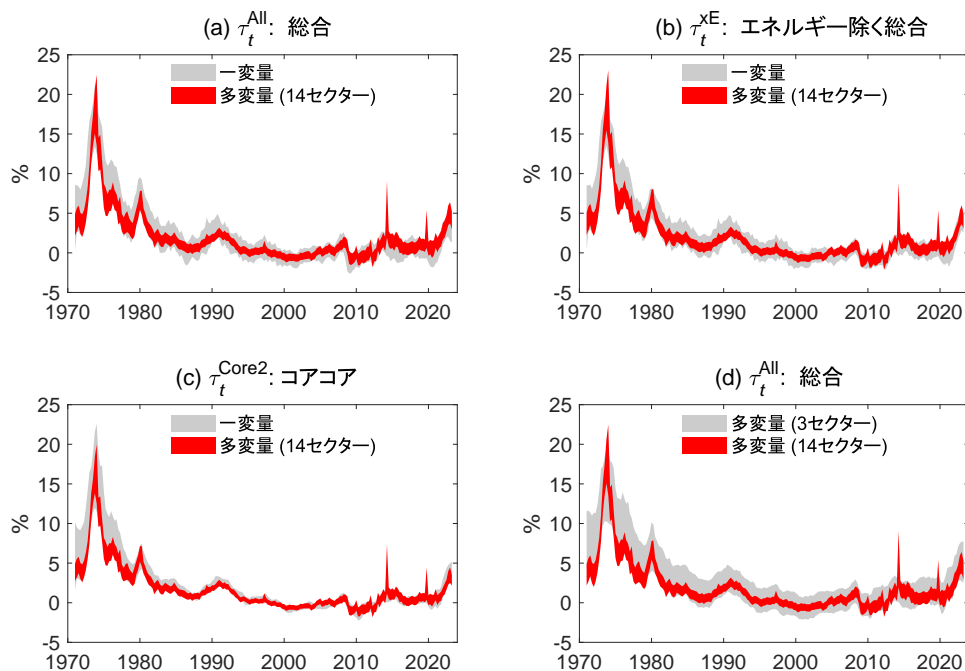 (a) τ_t^All: 総合
(b) τ_t^xE: エネルギー除く総合
25
20
15
10
5
0
-5
%
一変量
多変量 (14セクター)
1970 1980 1990 2000 2010 2020
25
20
15
10
5
0
-5
%
一変量
多変量 (14セクター)
1970 1980 1990 2000 2010 2020
(c) τ_t^Core2: コアコア
(d) τ_t^All: 総合
25
20
15
10
5
0
-5
%
一変量
多変量 (14セクター)
1970 1980 1990 2000 2010 2020
25
20
15
10
5
0
-5
%
多変量 (3セクター)
多変量 (14セクター)
1970 1980 1990 2000 2010 2020